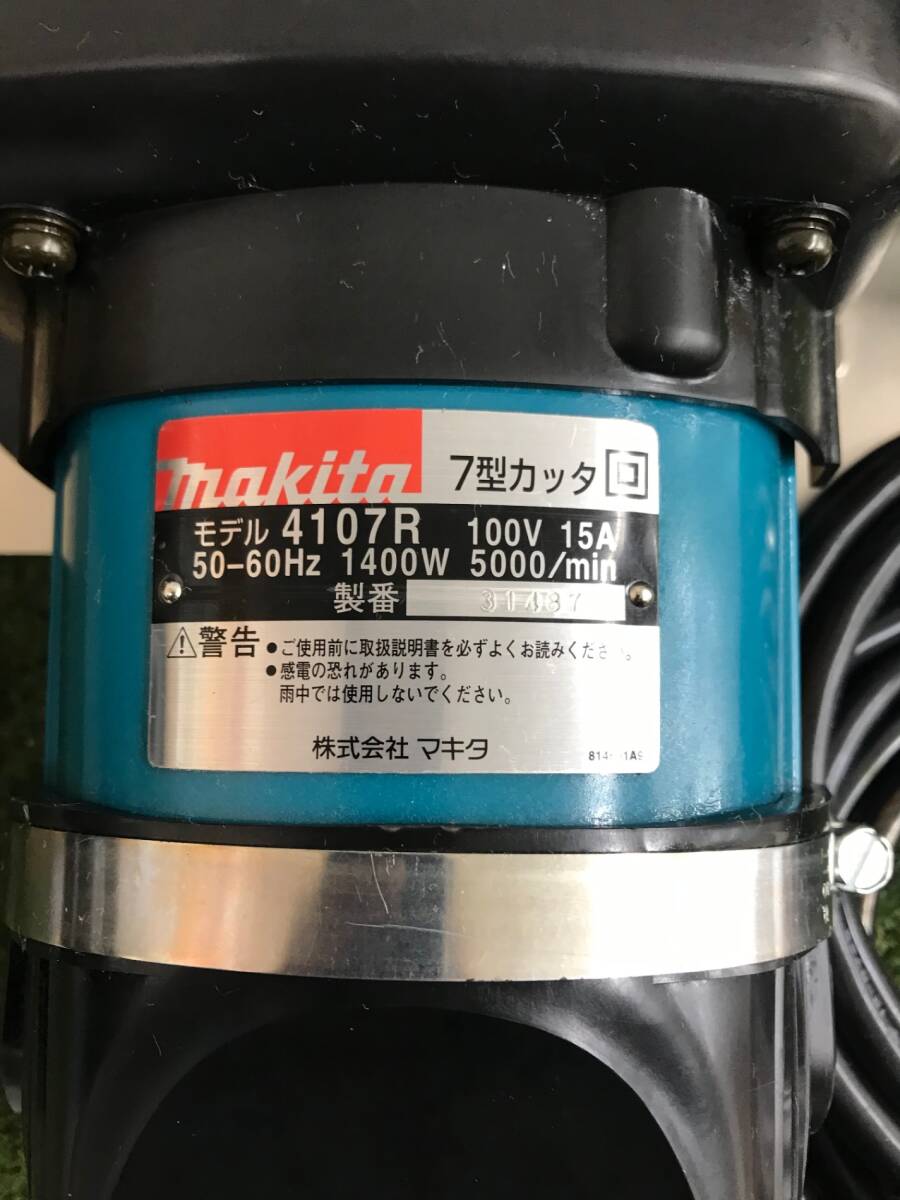 makita
7型カッタ
モデル 4107R 100V 15A
50-60Hz 1400W 5000/min
製番 31487
警告 ●ご使用前に取扱説明書を必ずよくお読みください。
●感電の恐れがあります。
雨中では使用しないでください。
株式会社 マキタ